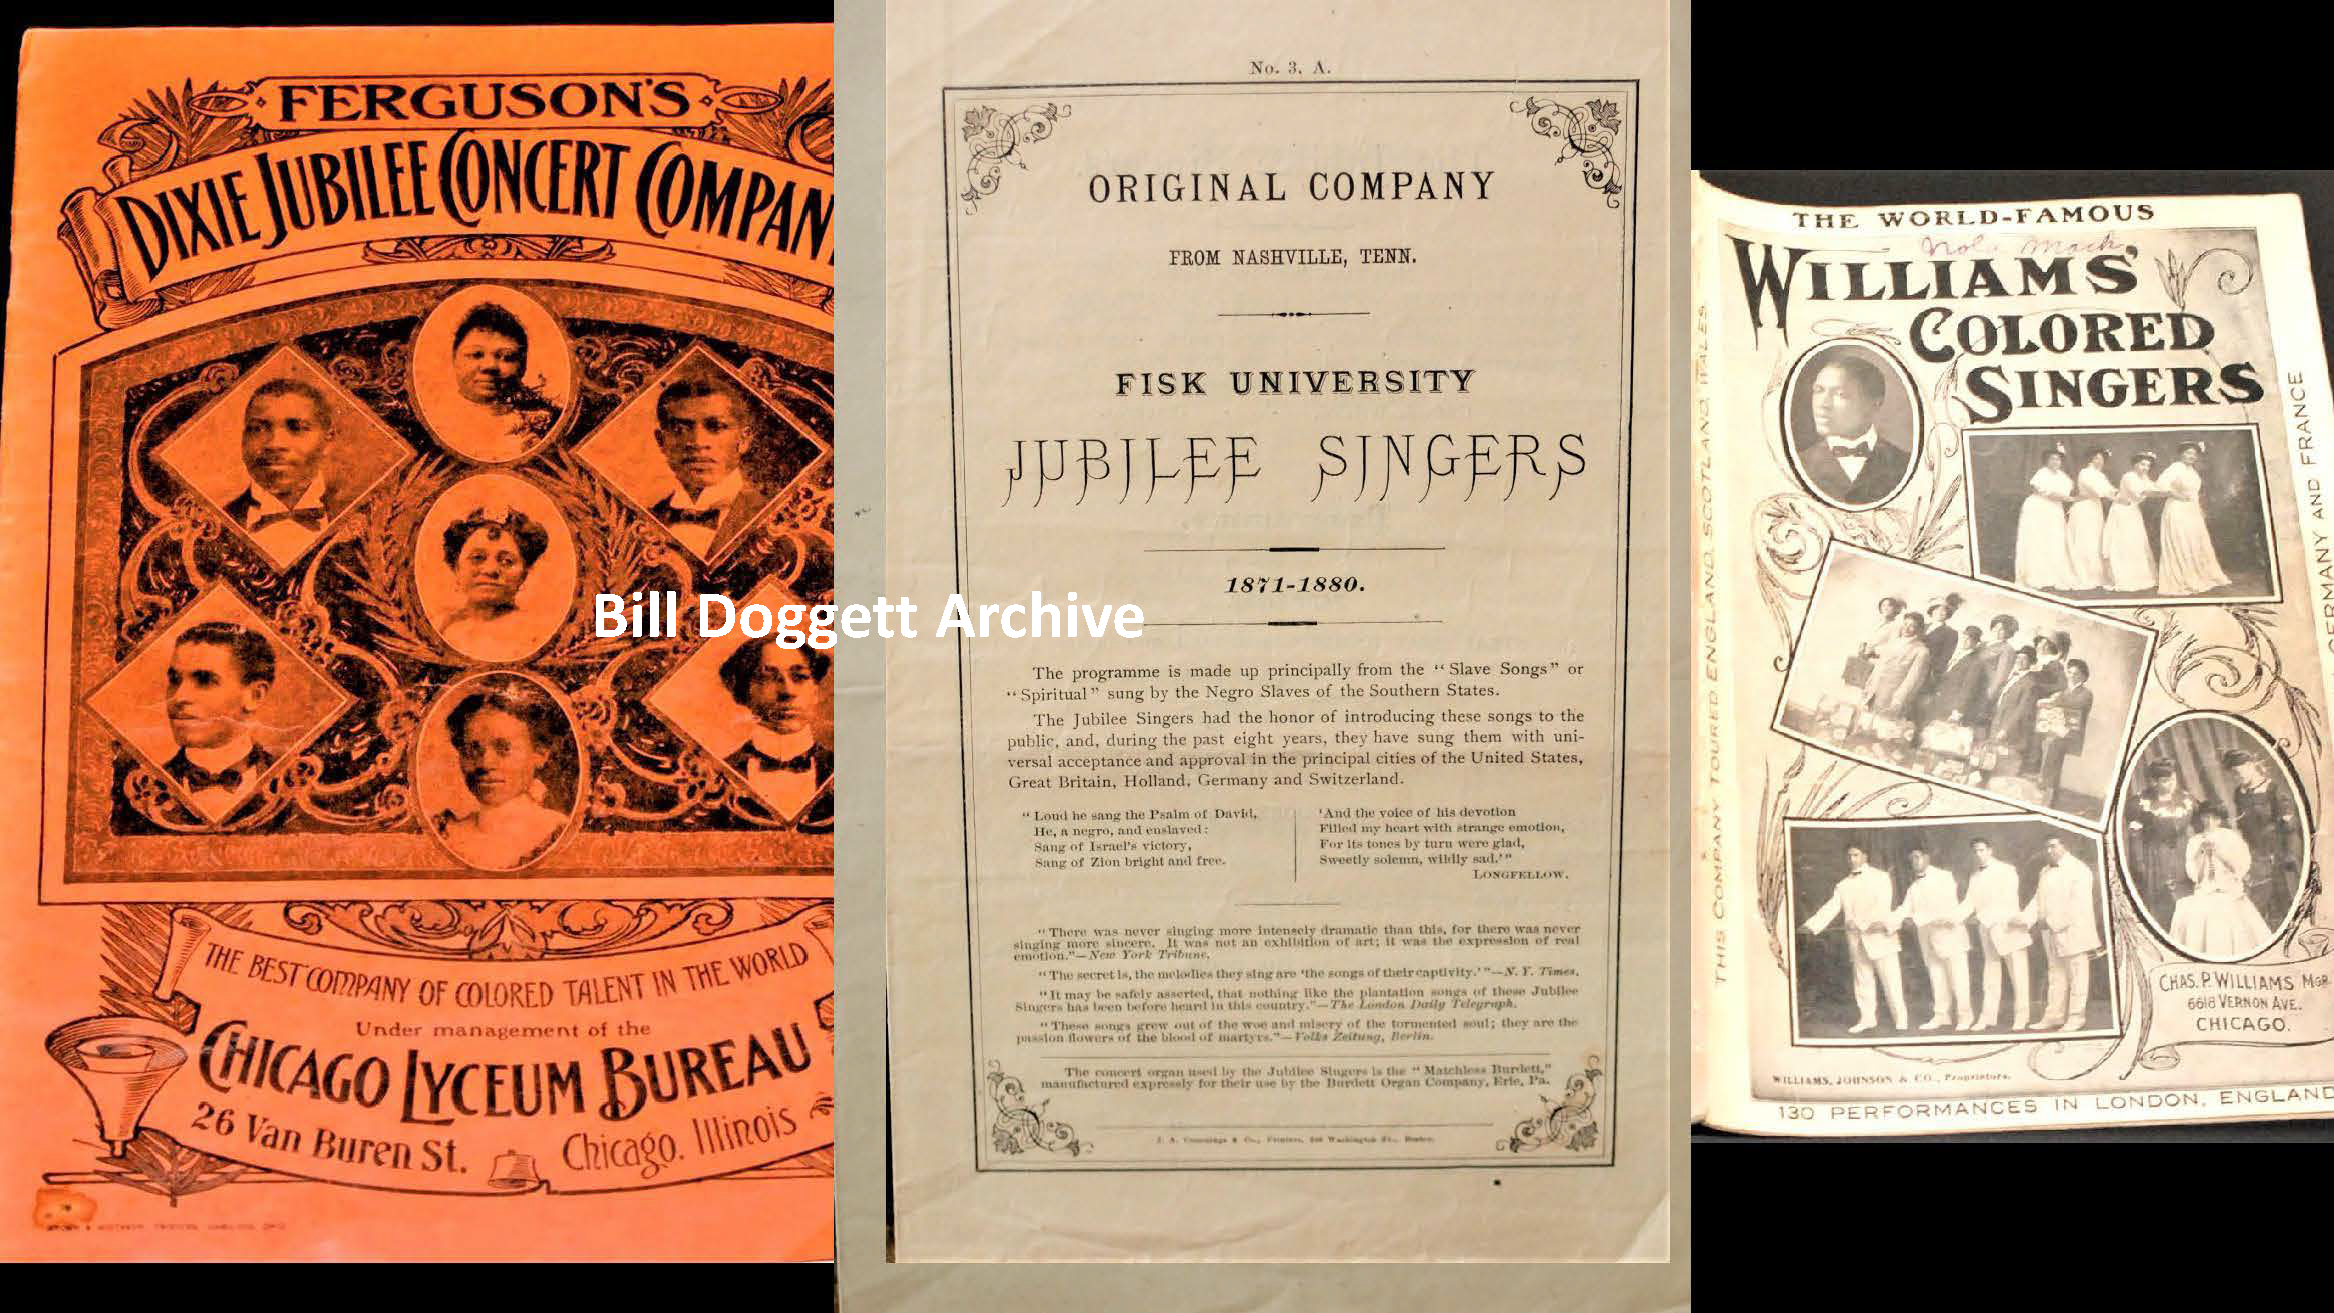 FERGUSON'S
DIXIE JUBILEE CONCERT COMPAN
THE BEST COMPANY OF COLORED TALENT IN THE WORLD
Under management of the
CHICAGO LYCEUM BUREAU
26 Van Buren St. Chicago. Illinois
Bill Doggett Archive
No. 3. A.
ORIGINAL COMPANY
FROM NASHVILLE, TENN.
FISK UNIVERSITY
JUBILEE SINGERS
1871-1880.
The programme is made up principally from the "Slave Songs" or
"Spiritual" sung by the Negro Slaves of the Southern States.
The Jubilee Singers had the honor of introducing these songs to the
public, and, during the past eight years, they have sung them with uni-
versal acceptance and approval in the principal cities of the United States,
Great Britain, Holland, Germany and Switzerland.
"Loud he sang the Psalm of David,
He, a negro, and enslaved:
Sang of Israel's victory,
Sang of Zion bright and free.
'And the voice of his devotion
Filled my heart with strange emotion,
For its tones by turn were glad,
Sweetly solemn, wildly sad.'"
LONGFELLOW.
"There was never singing more intensely dramatic than this, for there was never
singing more sincere. It was not an exhibition of art; it was the expression of real
emotion."—New York Tribune.
"The secret is, the melodies they sing are 'the songs of their captivity.'"—N. Y. Times.
"It may be safely asserted, that nothing like the plantation songs of these Jubilee
Singers has been before heard in this country."—The London Daily Telegraph.
"These songs grew out of the woe and misery of the tormented soul; they are the
passion flowers of the blood of martyrs."—Volks Zeitung, Berlin.
The concert organ used by the Jubilee Singers is the "Matchless Burdett,"
manufactured expressly for their use by the Burdett Organ Company, Erie, Pa.
J. A. Cummings & Co., Printers, Washington St., Boston.
THE WORLD-FAMOUS
WILLIAMS'
COLORED
SINGERS
THIS COMPANY TOURED ENGLAND, SCOTLAND, WALES
GERMANY AND FRANCE
CHAS. P. WILLIAMS MGR.
6618 VERNON AVE.
CHICAGO.
WILLIAMS, JOHNSON & CO., Proprietors.
130 PERFORMANCES IN LONDON, ENGLAND